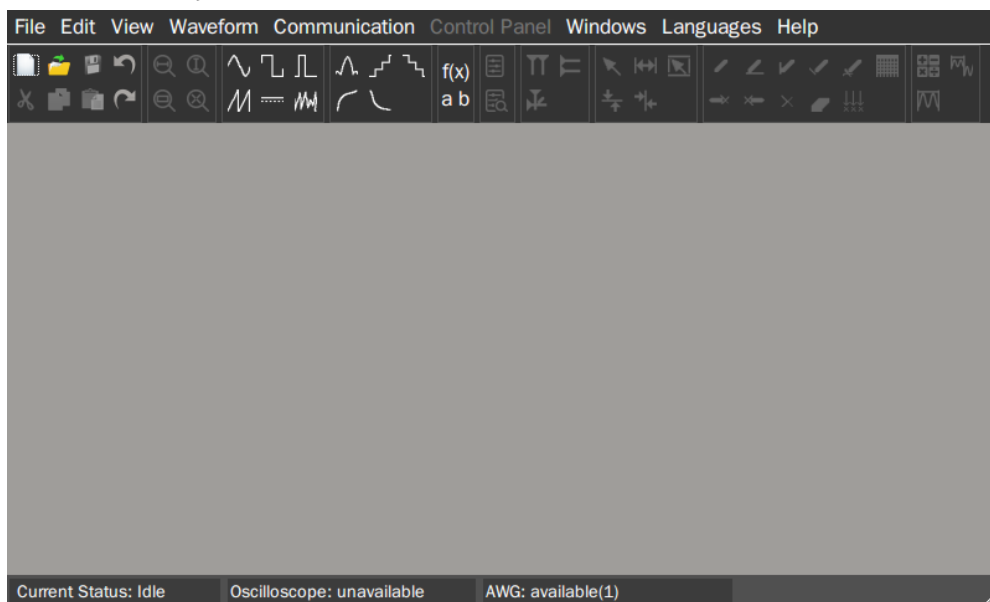 File Edit View Waveform Communication Control Panel Windows Languages Help
f(x)
a b
Current Status: Idle Oscilloscope: unavailable AWG: available(1)